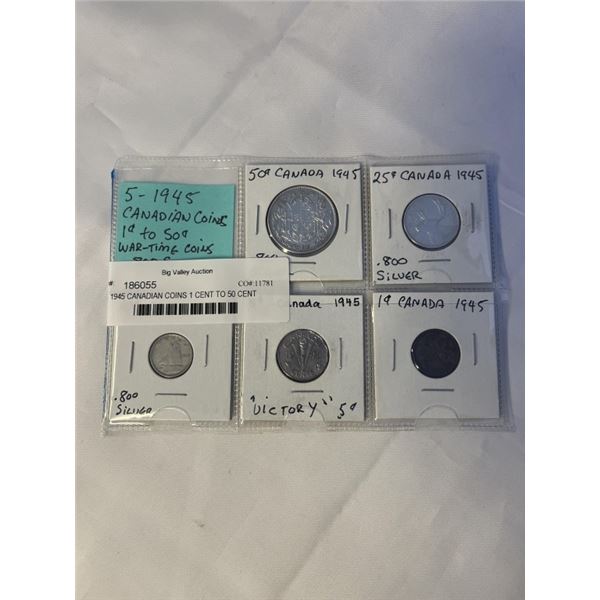 5-1945
CANADIAN COINS
1¢ to 50¢
WAR-TIME COINS
50¢ CANADA 1945
25¢ CANADA 1945
.800
SILVER
Big Valley Auction
#: 186055 CO#:11781
1945 CANADIAN COINS 1 CENT TO 50 CENT
.800
SILVER
Canada 1945
"VICTORY" 5¢
1¢ CANADA 1945